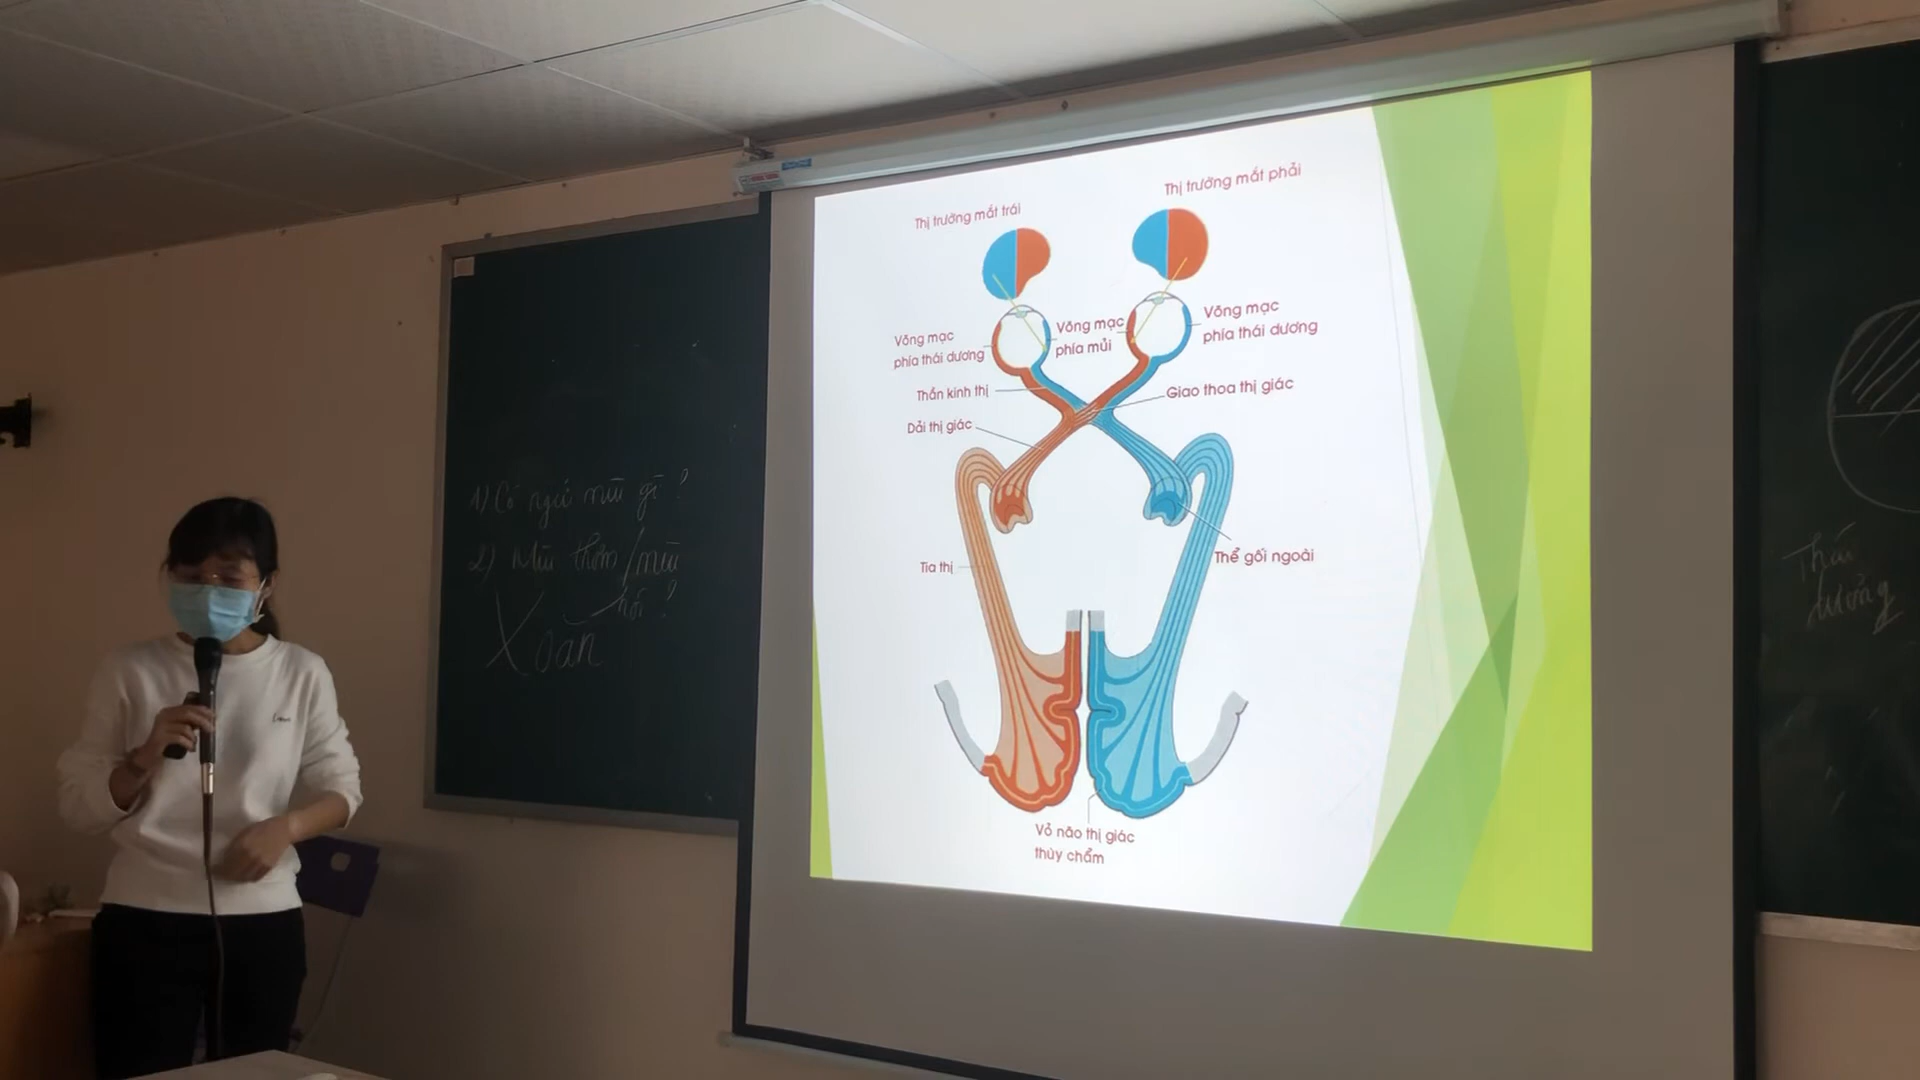 1) Có ngửi mùi gì ?
2) Mùi thơm/mùi
hôi ?
Xoan
Thị trường mắt trái
Thị trường mắt phải
Võng mạc
phía thái dương
Võng mạc
phía mũi
Võng mạc
phía thái dương
Thần kinh thị
Giao thoa thị giác
Dải thị giác
Tia thị
Thể gối ngoài
Vỏ não thị giác
thùy chẩm
Thái
dương